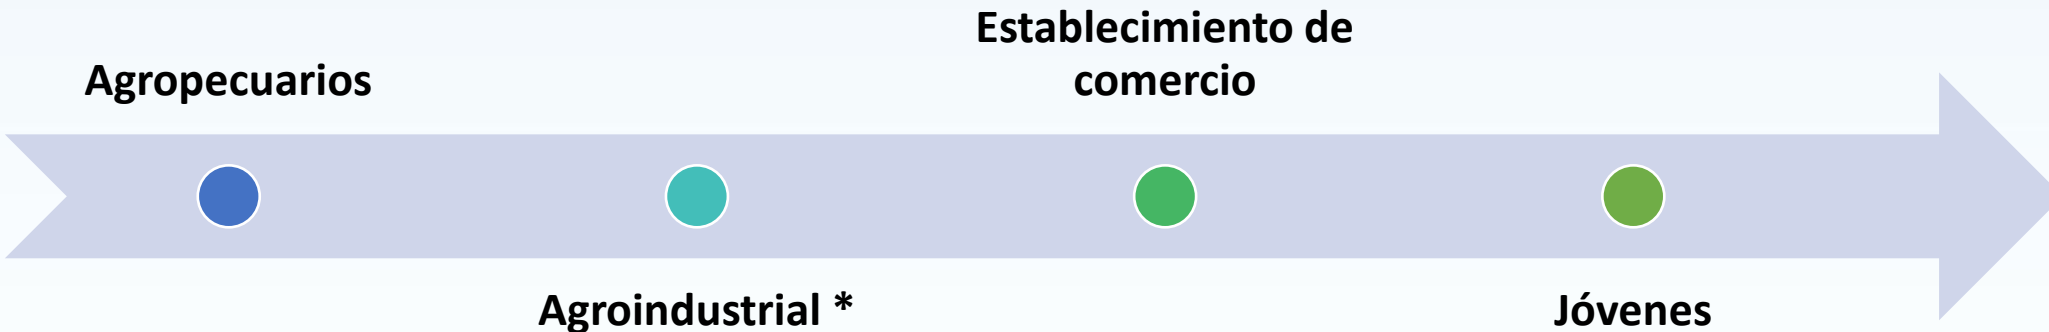 Agropecuarios
Agroindustrial *
Establecimiento de
comercio
Jóvenes